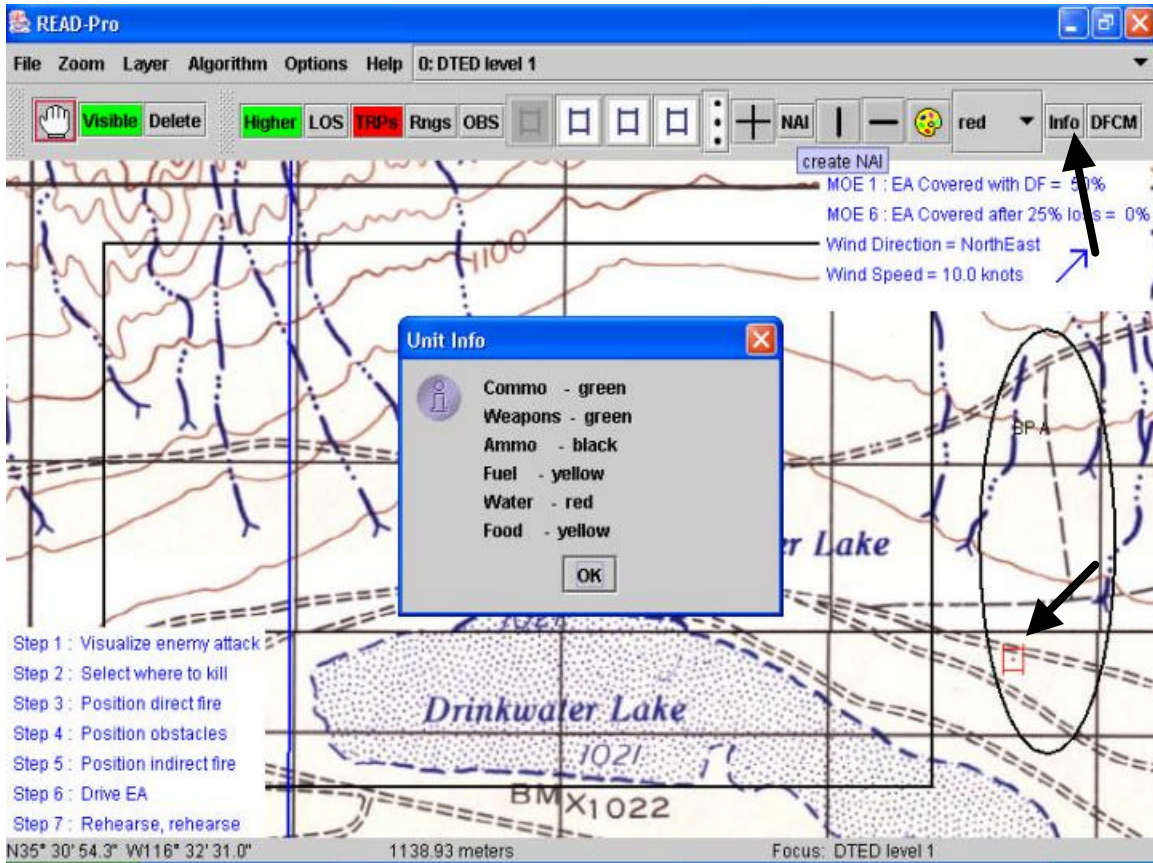 READ-Pro
File Zoom Layer Algorithm Options Help 0: DTED level 1
Visible Delete Higher LOS TRPs Rngs OBS NAI red Info DFCM
create NAI
MOE 1 : EA Covered with DF = 50%
MOE 6 : EA Covered after 25% loss = 0%
Wind Direction = NorthEast
Wind Speed = 10.0 knots
1100
Unit Info
Commo - green
Weapons - green
Ammo - black
Fuel - yellow
Water - red
Food - yellow
OK
BP A
er Lake
Step 1 : Visualize enemy attack
Step 2 : Select where to kill
Step 3 : Position direct fire
Step 4 : Position obstacles
Step 5 : Position indirect fire
Step 6 : Drive EA
Step 7 : Rehearse, rehearse
Drinkwater Lake
1021
BMX1022
N35° 30' 54.3" W116° 32' 31.0" 1138.93 meters Focus: DTED level 1